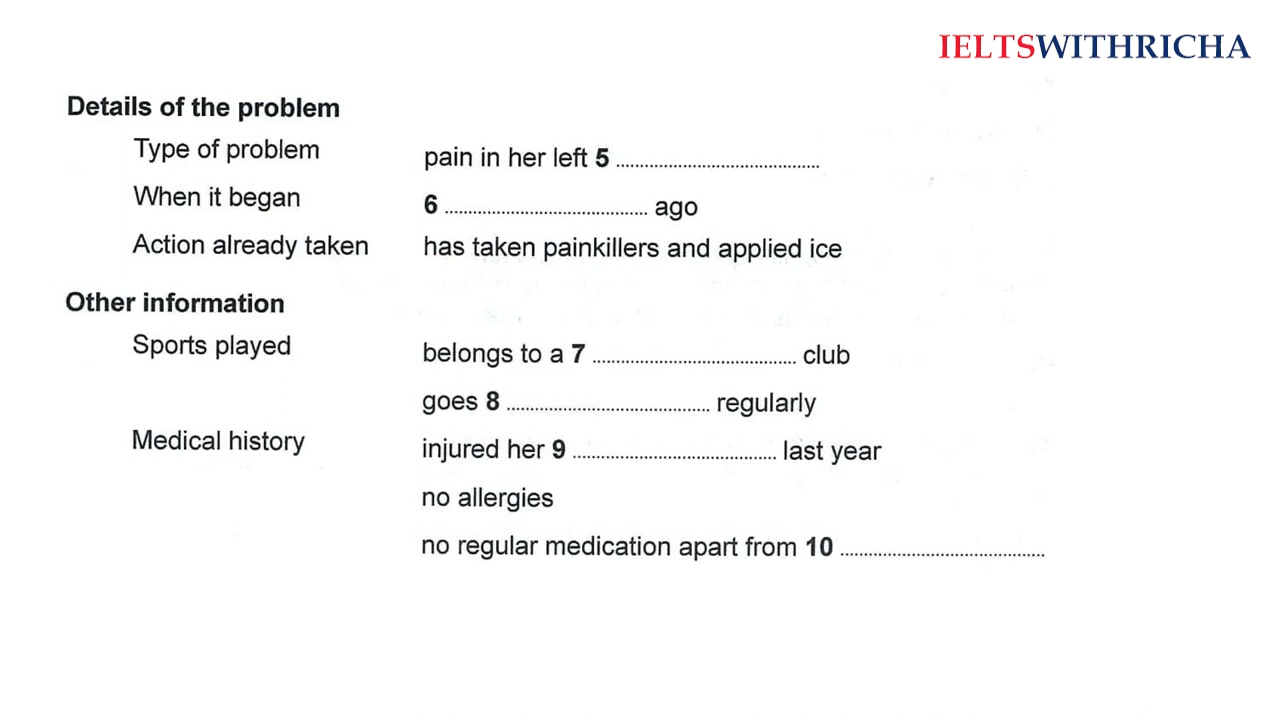 IELTSWITHRICHA
Details of the problem
Type of problem pain in her left 5 ..........................................
When it began 6 .......................................... ago
Action already taken has taken painkillers and applied ice
Other information
Sports played belongs to a 7 .......................................... club
goes 8 .......................................... regularly
Medical history injured her 9 .......................................... last year
no allergies
no regular medication apart from 10 ..........................................